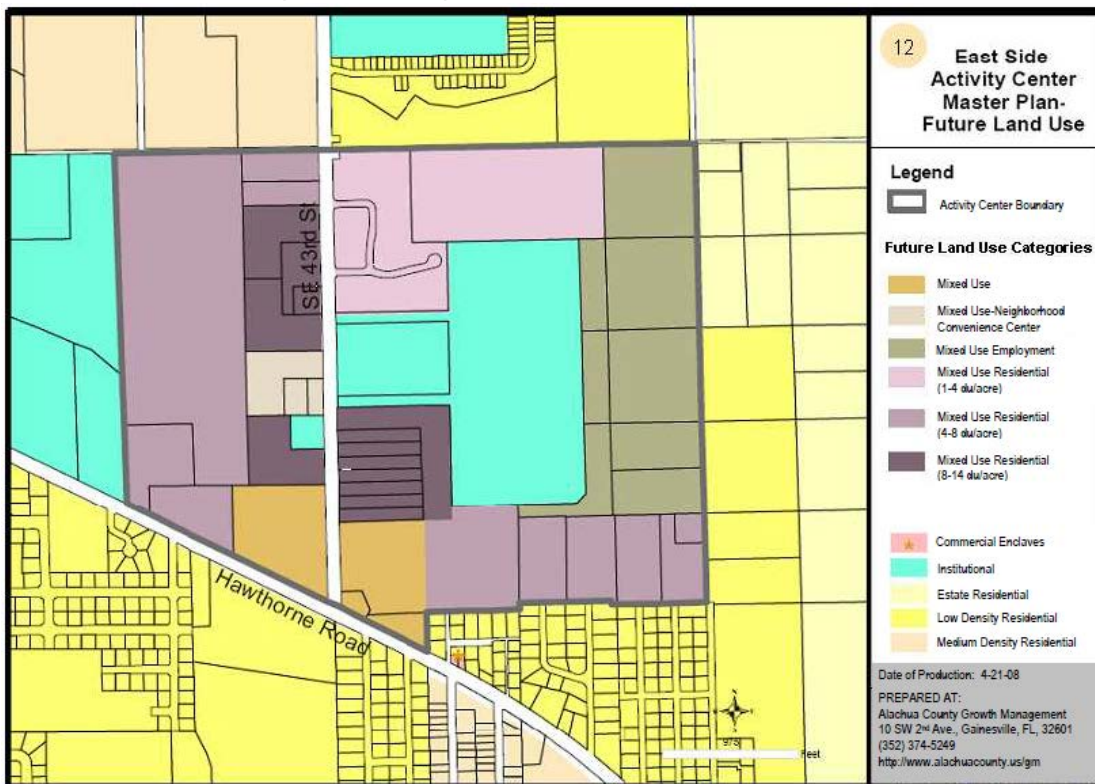 12
East Side
Activity Center
Master Plan-
Future Land Use
Legend
Activity Center Boundary
Future Land Use Categories
Mixed Use
Mixed Use-Neighborhood
Convenience Center
Mixed Use Employment
Mixed Use Residential
(1-4 du/acre)
Mixed Use Residential
(4-8 du/acre)
Mixed Use Residential
(8-14 du/acre)
Commercial Enclaves
Institutional
Estate Residential
Low Density Residential
Medium Density Residential
Date of Production: 4-21-08
PREPARED AT:
Alachua County Growth Management
10 SW 2nd Ave., Gainesville, FL, 32601
(352) 374-5249
http://www.alachuacounty.us/gm
SE 43rd St
Hawthorne Road
975
Feet